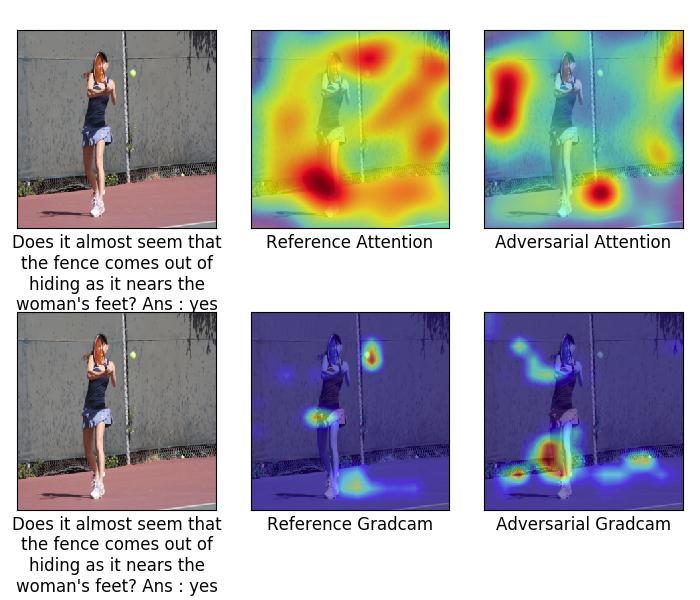 Does it almost seem that
the fence comes out of
hiding as it nears the
woman's feet? Ans : yes
Reference Attention
Adversarial Attention
Does it almost seem that
the fence comes out of
hiding as it nears the
woman's feet? Ans : yes
Reference Gradcam
Adversarial Gradcam